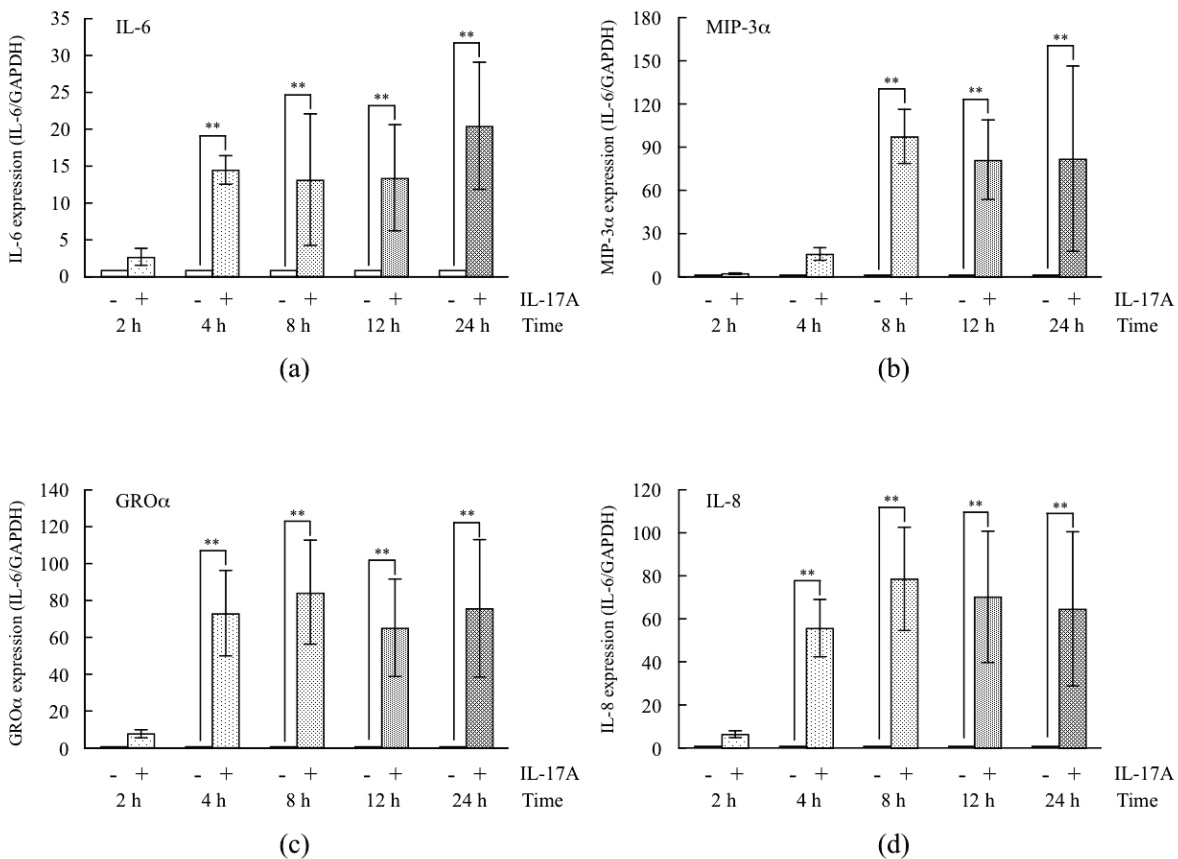 IL-6
IL-6 expression (IL-6/GAPDH)
35
30
25
20
15
10
5
0
** ** ** **
- + - + - + - + - + IL-17A
2 h 4 h 8 h 12 h 24 h Time
(a)
MIP-3α
MIP-3α expression (IL-6/GAPDH)
180
150
120
90
60
30
0
** ** **
- + - + - + - + - + IL-17A
2 h 4 h 8 h 12 h 24 h Time
(b)
GROα
GROα expression (IL-6/GAPDH)
140
120
100
80
60
40
20
0
** ** ** **
- + - + - + - + - + IL-17A
2 h 4 h 8 h 12 h 24 h Time
(c)
IL-8
IL-8 expression (IL-6/GAPDH)
120
100
80
60
40
20
0
** ** ** **
- + - + - + - + - + IL-17A
2 h 4 h 8 h 12 h 24 h Time
(d)